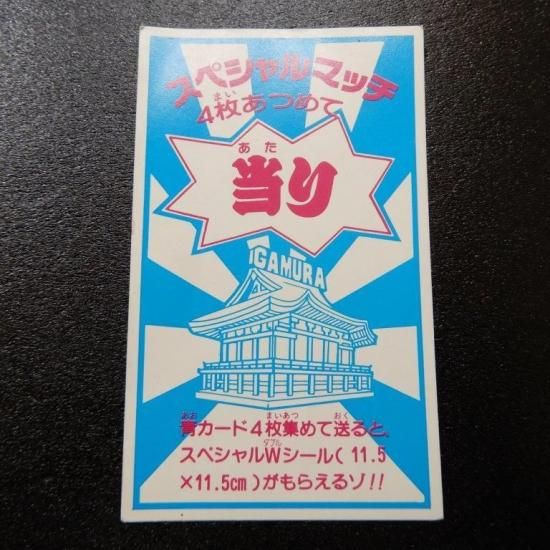 スペシャルマッチ
まい
4枚あつめて
あた
当り
IGAMURA
あお まいあつ おく
青カード4枚集めて送ると、
ダブル
スペシャルWシール(11.5
×11.5cm)がもらえるゾ!!